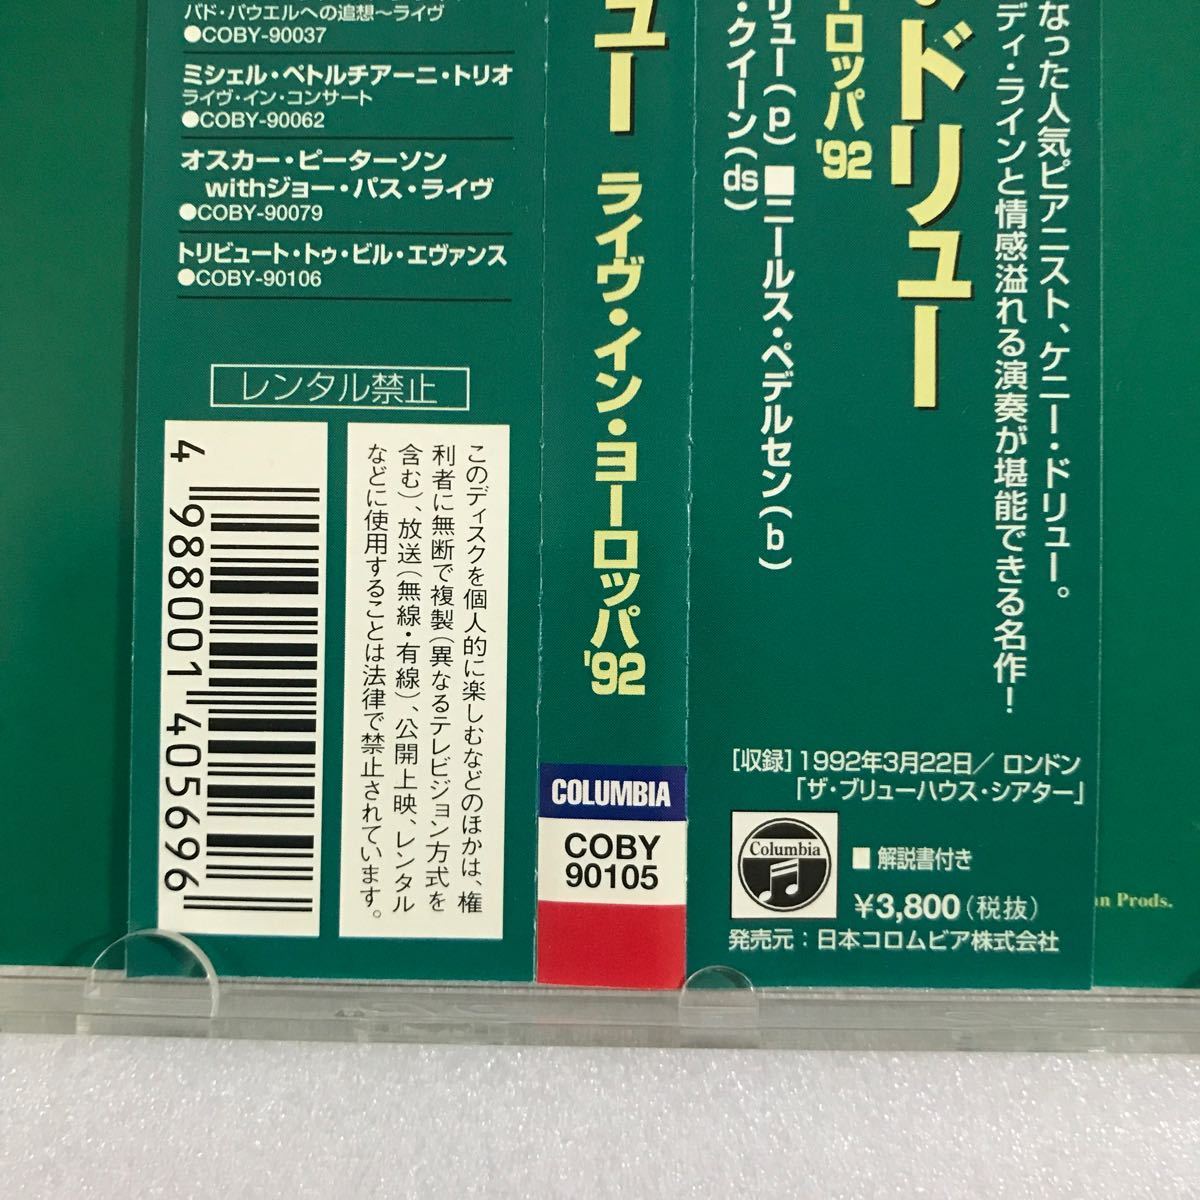 バド・パウエルへの追想〜ライヴ
●COBY-90037
ミシェル・ペトルチアーニ・トリオ
ライヴ・イン・コンサート
●COBY-90062
オスカー・ピーターソン
withジョー・パス・ライヴ
●COBY-90079
トリビュート・トゥ・ビル・エヴァンス
●COBY-90106
レンタル禁止
このディスクを個人的に楽しむなどのほかは、権
利者に無断で複製(異なるテレビジョン方式を
含む)、放送(無線・有線)、公開上映、レンタル
などに使用することは法律で禁止されています。
4 988001 405696
ュー ライヴ・イン・ヨーロッパ'92
COLUMBIA
COBY
90105
なった人気ピアニスト、ケニー・ドリュー。
ディ・ラインと情感溢れる演奏が堪能できる名作!
・ドリュー
ーロッパ'92
リュー(p)■ニールス・ペデルセン(b)
・クイーン(ds)
[収録]1992年3月22日/ロンドン
「ザ・ブリューハウス・シアター」
Columbia
■解説書付き
¥3,800(税抜)
発売元:日本コロムビア株式会社
n Prods.